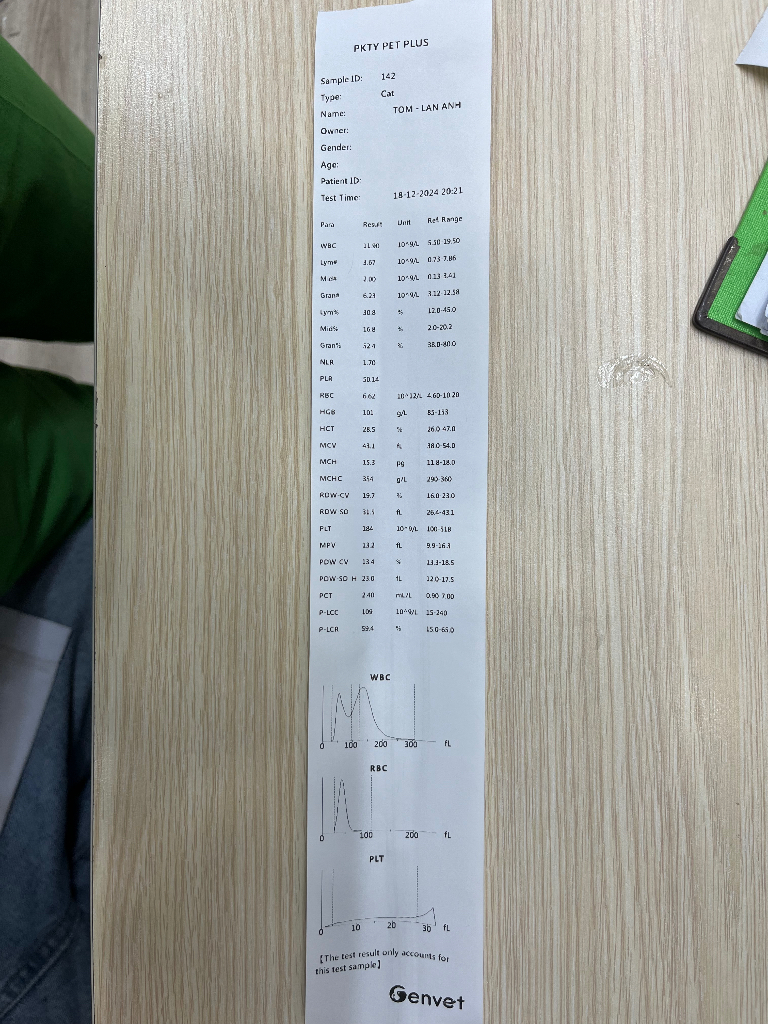 PKTY PET PLUS
Sample ID: 142
Type: Cat
Name: TOM - LAN ANH
Owner:
Gender:
Age:
Patient ID:
Test Time: 18-12-2024 20:21
Para Result Unit Ref. Range
WBC 11.90 10^9/L 5.50-19.50
Lym# 3.67 10^9/L 0.73-7.86
Mid# 2.00 10^9/L 0.13-3.41
Gran# 6.23 10^9/L 3.12-12.58
Lym% 30.8 % 12.0-45.0
Mid% 16.8 % 2.0-20.2
Gran% 52.4 % 38.0-80.0
NLR 1.70
PLR 50.14
RBC 6.62 10^12/L 4.60-10.20
HGB 101 g/L 85-153
HCT 28.5 % 26.0-47.0
MCV 43.1 fL 38.0-54.0
MCH 15.3 pg 11.8-18.0
MCHC 354 g/L 290-360
RDW-CV 19.7 % 16.0-23.0
RDW-SD 31.5 fL 26.4-43.1
PLT 184 10^9/L 100-518
MPV 13.2 fL 9.9-16.3
PDW-CV 13.4 % 13.3-18.5
PDW-SD H 23.0 fL 12.0-17.5
PCT 2.40 mL/L 0.90-7.00
P-LCC 109 10^9/L 15-240
P-LCR 59.4 % 15.0-65.0
WBC
0 100 200 300 fL
RBC
0 100 200 fL
PLT
0 10 20 30 fL
【The test result only accounts for
this test sample】
Genvet